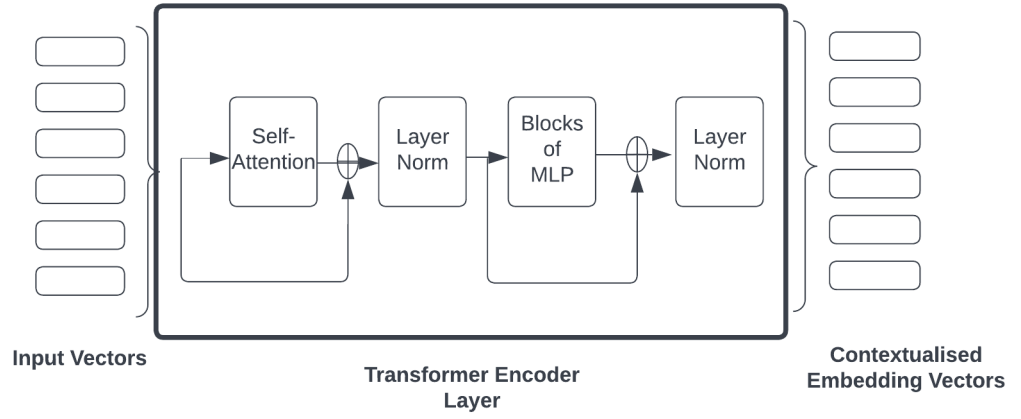 Self-
Attention
Layer
Norm
Blocks
of
MLP
Layer
Norm
Input Vectors
Transformer Encoder
Layer
Contextualised
Embedding Vectors